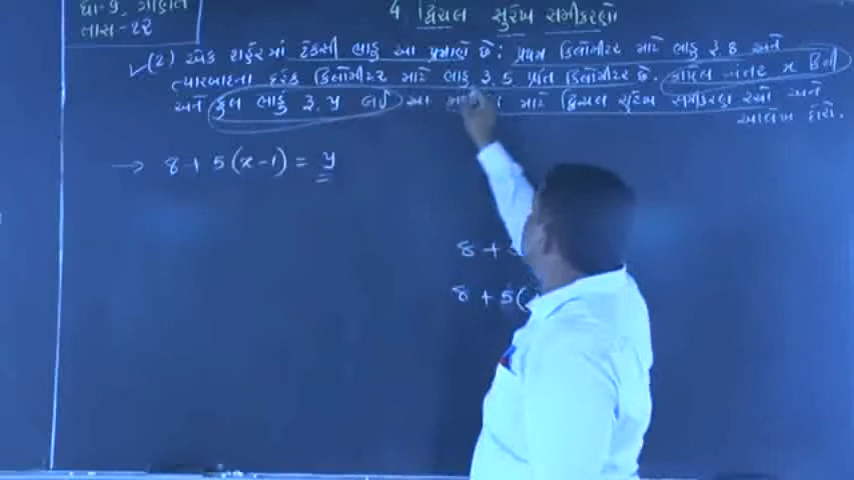 ધો-9, ગણિત
તાસ-૨૨
4 દ્વિચલ સુરેખ સમીકરણો
(2) એક શહેરમાં ટેક્સી ભાડું આ પ્રમાણે છે : પ્રથમ કિલોમીટર માટે ભાડું રૂ. 8 અને
ત્યારબાદના દરેક કિલોમીટર માટે ભાડું રૂ. 5 પ્રતિ કિલોમીટર છે. કાપેલ અંતર x કિમી
અને કુલ ભાડું રૂ. y લઈ આ માટે દ્વિચલ સુરેખ સમીકરણ રચો અને
આલેખ દોરો.
→ 8 + 5(x-1) = y
8 +
8 + 5(